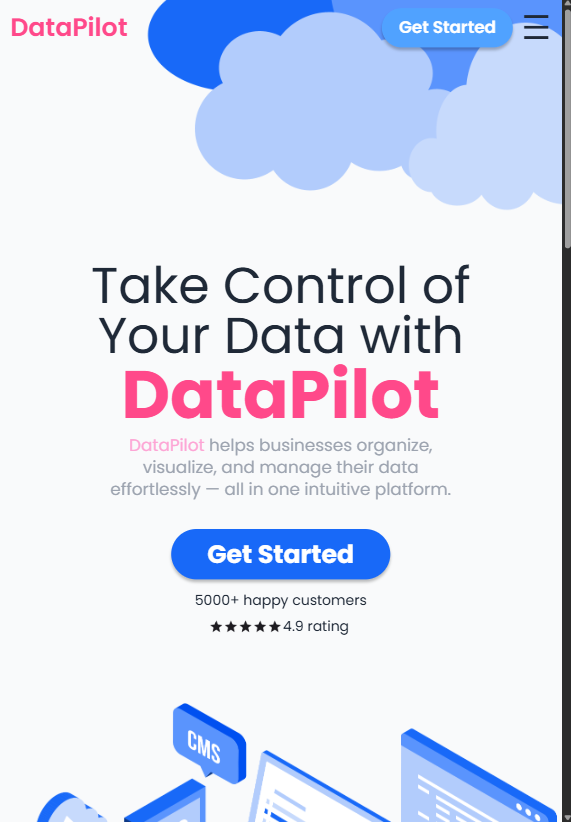 DataPilot
Get Started
Take Control of
Your Data with
DataPilot
DataPilot helps businesses organize,
visualize, and manage their data
effortlessly — all in one intuitive platform.
Get Started
5000+ happy customers
★★★★★4.9 rating
CMS